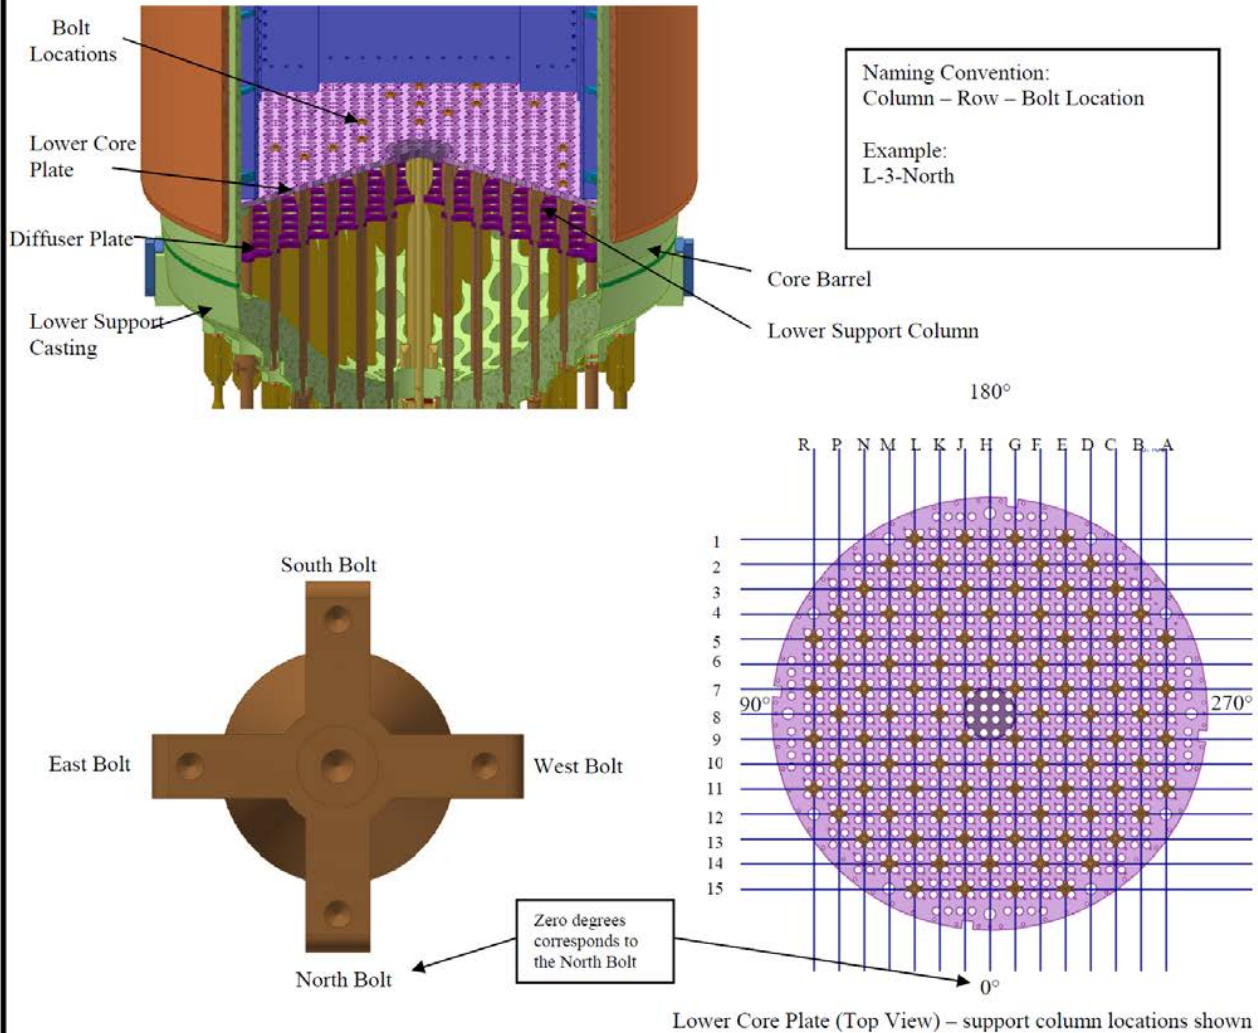 Bolt
Locations
Lower Core
Plate
Diffuser Plate
Lower Support
Casting
Naming Convention:
Column – Row – Bolt Location
Example:
L-3-North
Core Barrel
Lower Support Column
180°
R P N M L K J H G F E D C B A
1
2
3
4
5
6
7
90°
270°
8
9
10
11
12
13
14
15
South Bolt
East Bolt
West Bolt
North Bolt
Zero degrees
corresponds to
the North Bolt
0°
Lower Core Plate (Top View) – support column locations shown